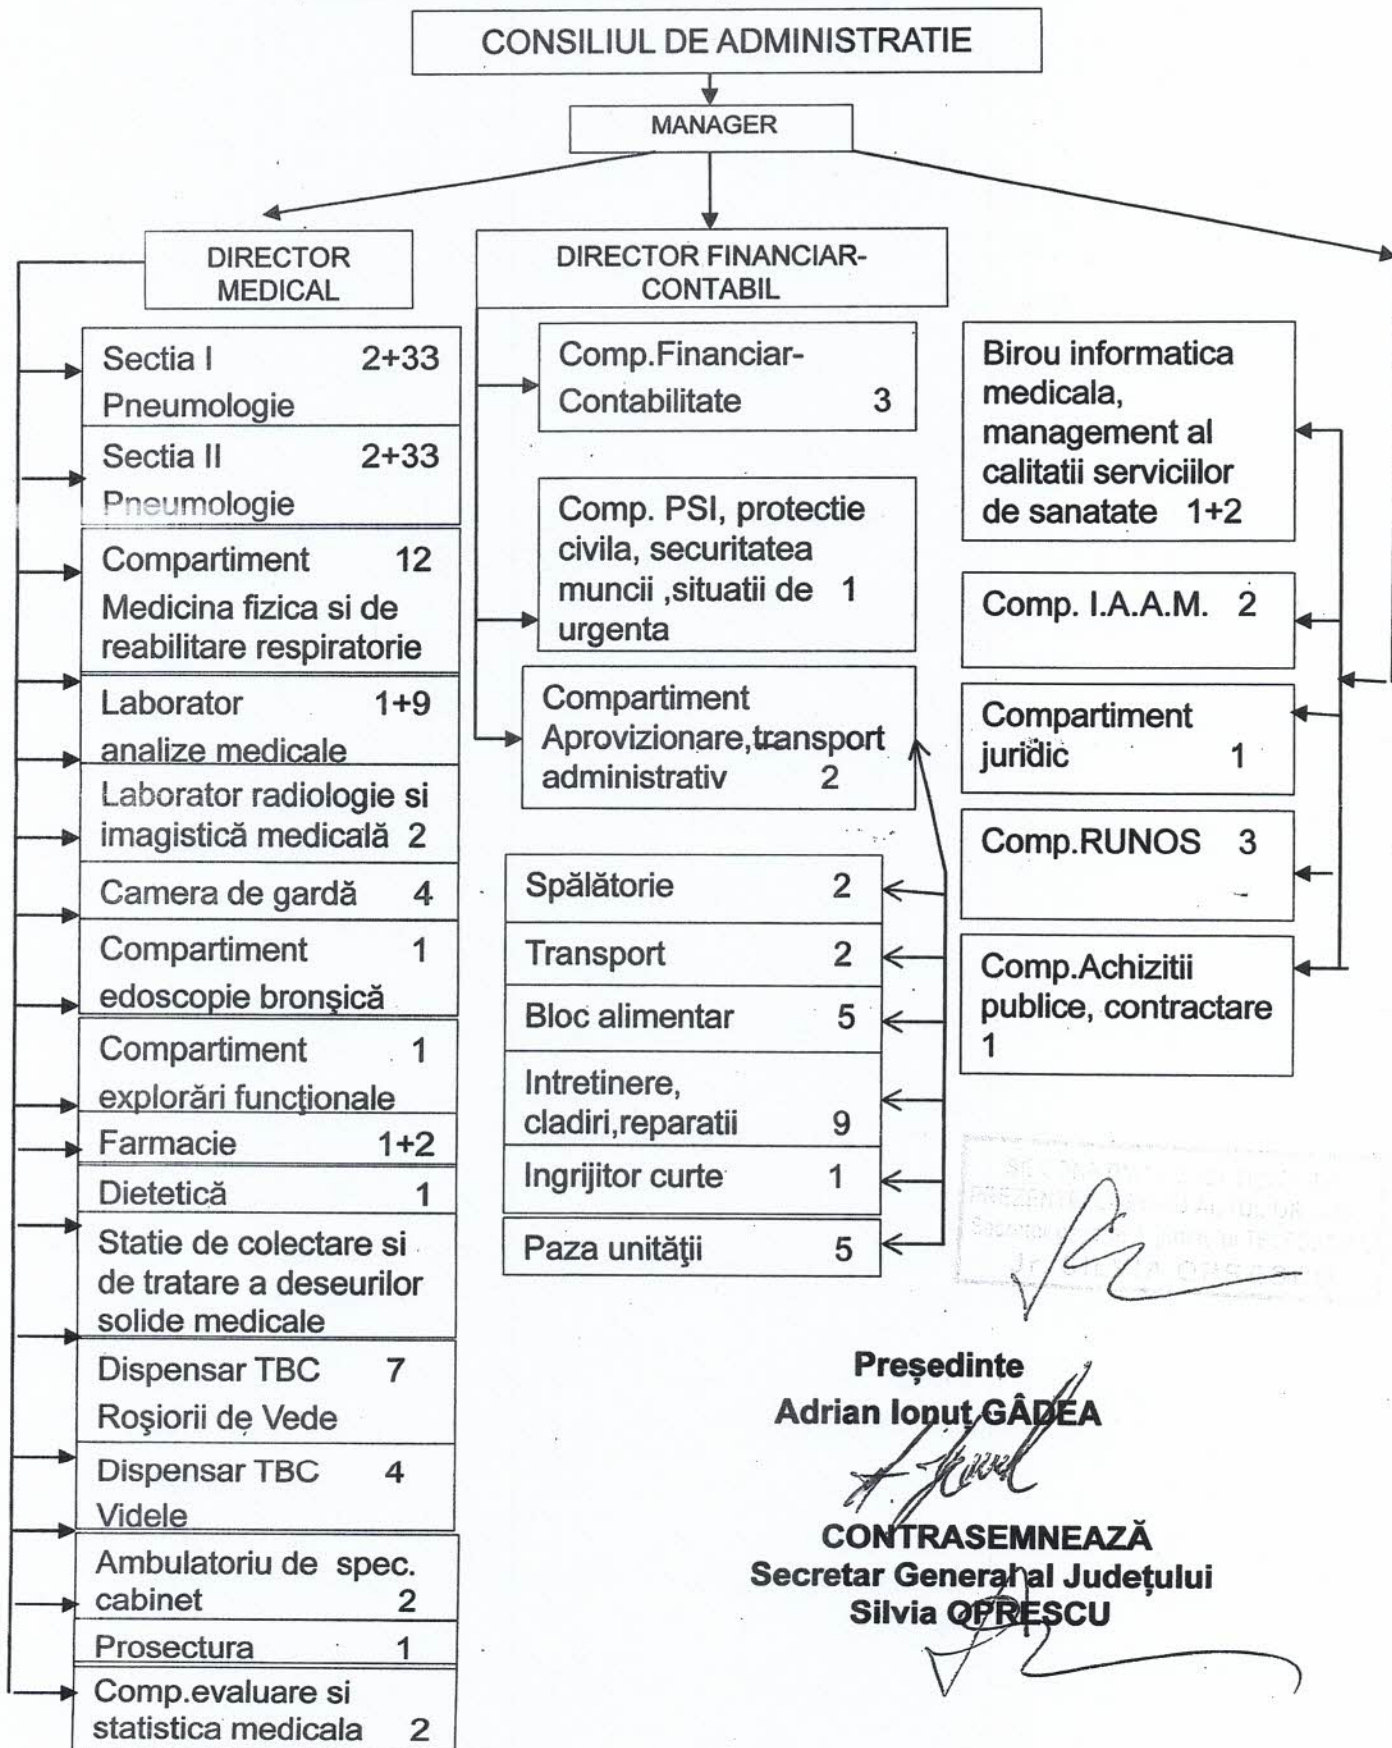 CONSILIUL DE ADMINISTRATIE
MANAGER
DIRECTOR
MEDICAL
Sectia I 2+33
Pneumologie
Sectia II 2+33
Pneumologie
Compartiment 12
Medicina fizica si de
reabilitare respiratorie
Laborator 1+9
analize medicale
Laborator radiologie si
imagistică medicală 2
Camera de gardă 4
Compartiment 1
edoscopie bronşică
Compartiment 1
explorări funcţionale
Farmacie 1+2
Dietetică 1
Statie de colectare si
de tratare a deseurilor
solide medicale
Dispensar TBC 7
Roşiorii de Vede
Dispensar TBC 4
Videle
Ambulatoriu de spec.
cabinet 2
Prosectura 1
Comp.evaluare si
statistica medicala 2
DIRECTOR FINANCIAR-
CONTABIL
Comp.Financiar-
Contabilitate 3
Comp. PSI, protectie
civila, securitatea
muncii ,situatii de 1
urgenta
Compartiment
Aprovizionare,transport
administrativ 2
Spălătorie 2
Transport 2
Bloc alimentar 5
Intretinere,
cladiri,reparatii 9
Ingrijitor curte 1
Paza unităţii 5
Birou informatica
medicala,
management al
calitatii serviciilor
de sanatate 1+2
Comp. I.A.A.M. 2
Compartiment
juridic 1
Comp.RUNOS 3
Comp.Achizitii
publice, contractare
1
Președinte
Adrian Ionuț GÂDEA
CONTRASEMNEAZĂ
Secretar General al Județului
Silvia OPRESCU